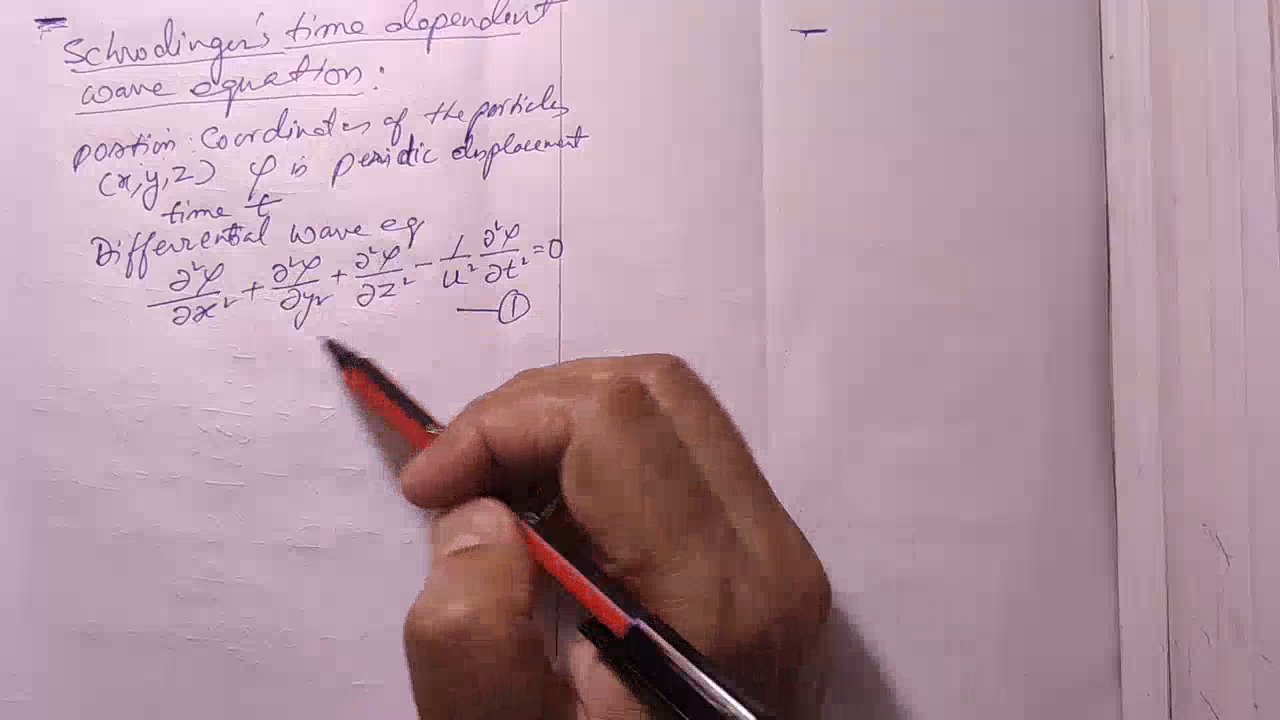 Schrodinger's time dependent
wave equation:
position coordinates of the particles
(x,y,z) φ is periodic displacement
time t
Differential wave eq
∂²φ/∂x² + ∂²φ/∂y² + ∂²φ/∂z² - 1/u² ∂²φ/∂t² = 0
—①